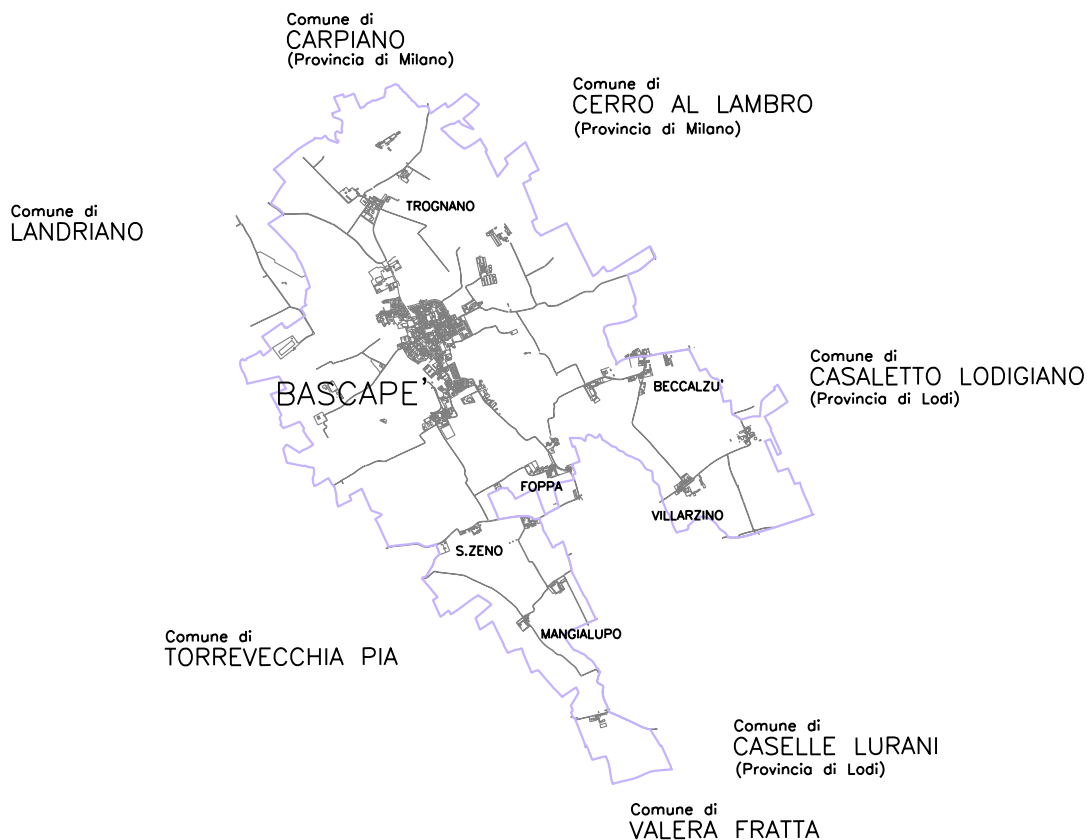 Comune di
CARPIANO
(Provincia di Milano)
Comune di
CERRO AL LAMBRO
(Provincia di Milano)
Comune di
LANDRIANO
TROGNANO
BASCAPE'
BECCALZU'
Comune di
CASALETTO LODIGIANO
(Provincia di Lodi)
FOPPA
VILLARZINO
S.ZENO
MANGIALUPO
Comune di
TORREVECCHIA PIA
Comune di
CASELLE LURANI
(Provincia di Lodi)
Comune di
VALERA FRATTA